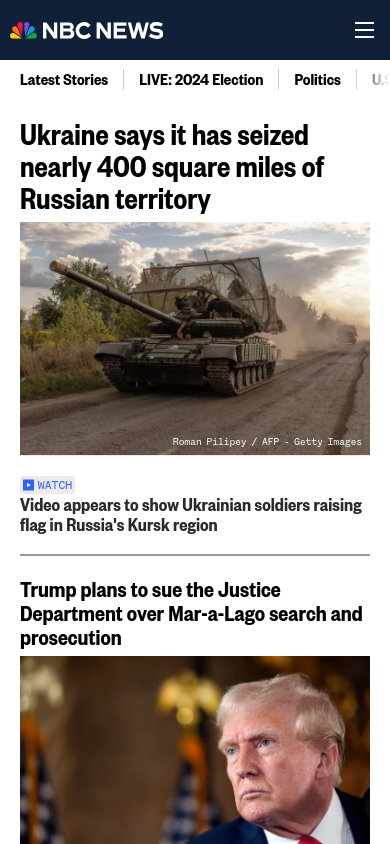 NBC NEWS
Latest Stories
LIVE: 2024 Election
Politics
Ukraine says it has seized
nearly 400 square miles of
Russian territory
Roman Pilipey / AFP - Getty Images
WATCH
Video appears to show Ukrainian soldiers raising
flag in Russia's Kursk region
Trump plans to sue the Justice
Department over Mar-a-Lago search and
prosecution